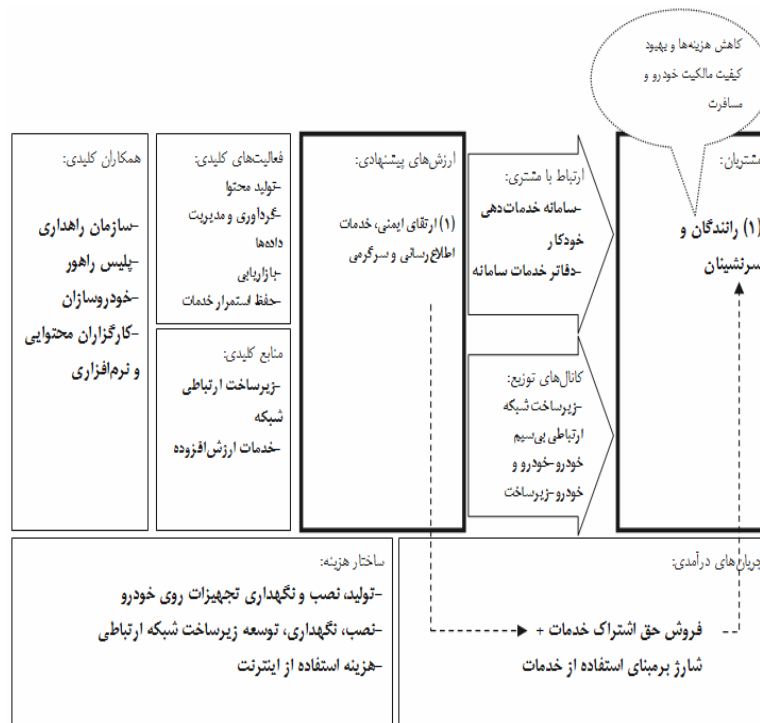 کاهش هزینه‌ها و بهبود
کیفیت مالکیت خودرو و
مسافرت
مشتریان:
(۱) رانندگان و
سرنشینان
ارتباط با مشتری:
-سامانه خدمات‌دهی
خودکار
-دفاتر خدمات سامانه
کانال‌های توزیع:
-زیرساخت شبکه
ارتباطی بی‌سیم
خودرو-خودرو و
خودرو-زیرساخت
ارزش‌های پیشنهادی:
(۱) ارتقای ایمنی، خدمات
اطلاع‌رسانی و سرگرمی
فعالیت‌های کلیدی:
-تولید محتوا
-گردآوری و مدیریت
داده‌ها
-بازاریابی
-حفظ استمرار خدمات
منابع کلیدی:
-زیرساخت ارتباطی
شبکه
-خدمات ارزش‌افزوده
همکاران کلیدی:
-سازمان راهداری
-پلیس راهور
-خودروسازان
-کارگزاران محتوایی
و نرم‌افزاری
جریان‌های درآمدی:
فروش حق اشتراک خدمات +
شارژ برمبنای استفاده از خدمات
ساختار هزینه:
-تولید، نصب و نگهداری تجهیزات روی خودرو
-نصب، نگهداری، توسعه زیرساخت شبکه ارتباطی
-هزینه استفاده از اینترنت